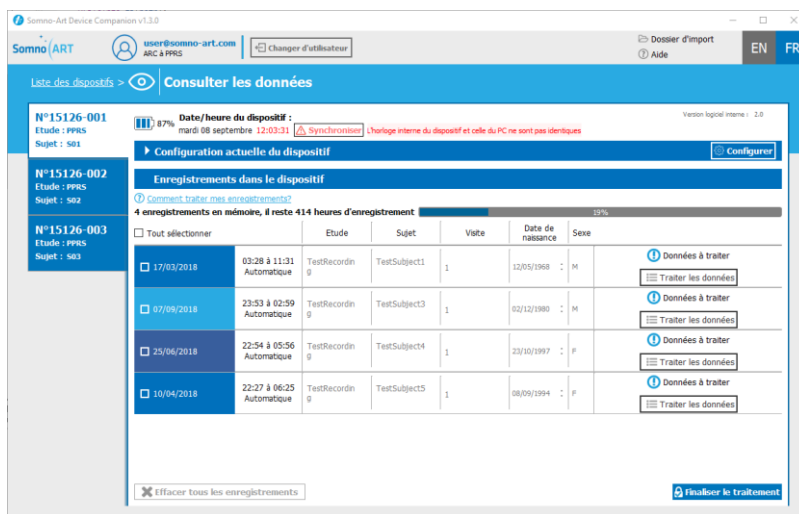 Somno-Art Device Companion v1.3.0
Somno ART
user@somno-art.com
ARC à PPRS
Changer d'utilisateur
Dossier d'import
Aide
EN FR
Liste des dispostifs > Consulter les données
N°15126-001
Etude : PPRS
Sujet : S01
N°15126-002
Etude : PPRS
Sujet : S02
N°15126-003
Etude : PPRS
Sujet : S03
87% Date/heure du dispositif :
mardi 08 septembre 12:03:31 Synchroniser L'horloge interne du dispositif et celle du PC ne sont pas identiques
Version logiciel interne : 2.0
Configuration actuelle du dispositif
Configurer
Enregistrements dans le dispositif
Comment traiter mes enregistrements?
4 enregistrements en mémoire, il reste 414 heures d'enregistrement 19%
Tout sélectionner Etude Sujet Visite Date de naissance Sexe
17/03/2018 03:28 à 11:31 Automatique TestRecording TestSubject1 1 12/05/1968 M Données à traiter
Traiter les données
07/09/2018 23:53 à 02:59 Automatique TestRecording TestSubject3 1 02/12/1980 M Données à traiter
Traiter les données
25/06/2018 22:54 à 05:56 Automatique TestRecording TestSubject4 1 23/10/1997 F Données à traiter
Traiter les données
10/04/2018 22:27 à 06:25 Automatique TestRecording TestSubject5 1 08/09/1994 F Données à traiter
Traiter les données
Effacer tous les enregistrements
Finaliser le traitement